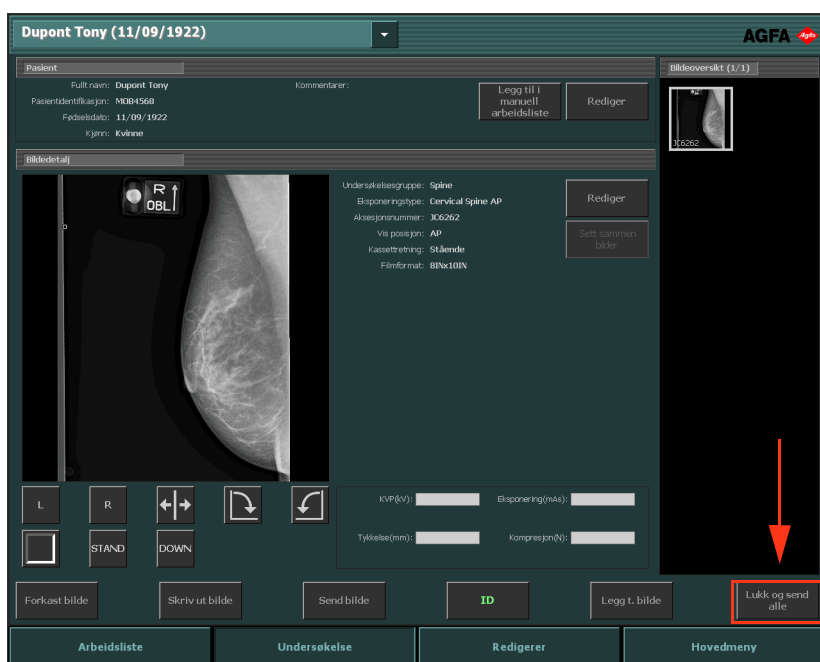 Dupont Tony (11/09/1922)
AGFA Agfa
Pasient
Fullt navn: Dupont Tony
Pasientidentifikasjon: MOB4568
Fødselsdato: 11/09/1922
Kjønn: Kvinne
Kommentarer:
Legg til i
manuell
arbeidsliste
Rediger
Bildeoversikt (1/1)
JC6262
Bildedetalj
R
OBL
Undersøkelsesgruppe: Spine
Eksponeringstype: Cervical Spine AP
Aksesjonsnummer: JC6262
Vis posisjon: AP
Kassettretning: Stående
Filmformat: 8INx10IN
Rediger
Sett sammen
bilder
L
R
STAND
DOWN
KVP(kV):
Eksponering(mAs):
Tykkelse(mm):
Kompresjon(N):
Forkast bilde
Skriv ut bilde
Send bilde
ID
Legg t. bilde
Lukk og send
alle
Arbeidsliste
Undersøkelse
Redigerer
Hovedmeny